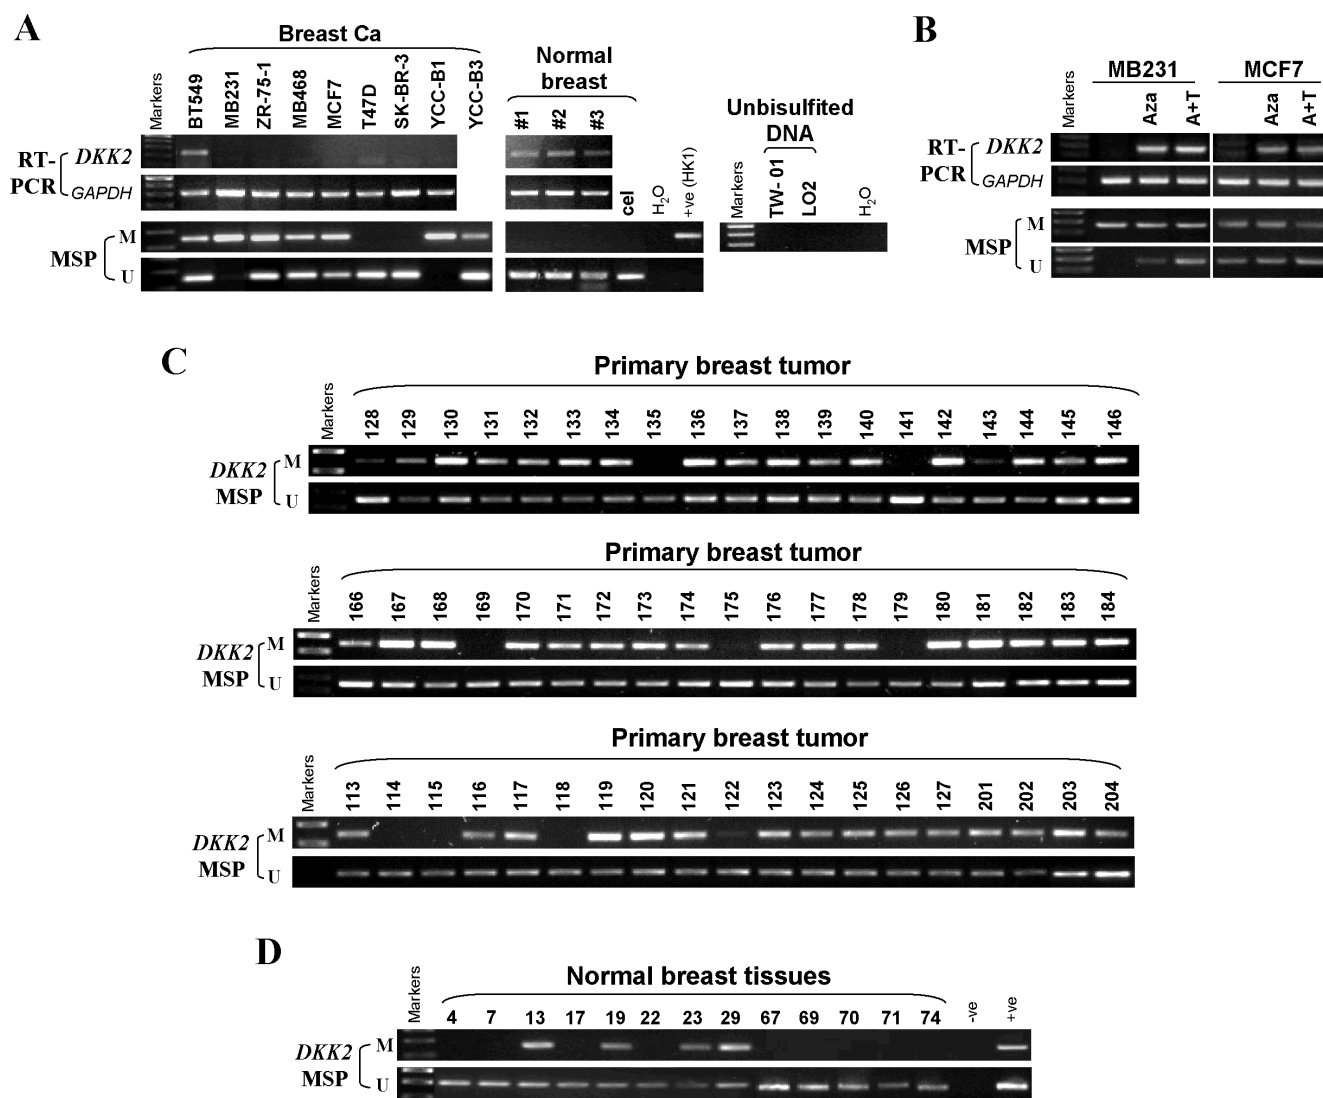 A
Breast Ca
Markers BT549 MB231 ZR-75-1 MB468 MCF7 T47D SK-BR-3 YCC-B1 YCC-B3
Normal breast
#1 #2 #3 cel H2O +ve (HK1)
RT-PCR DKK2
GAPDH
MSP M
U
Unbisulfited DNA
Markers TW-01 LO2 H2O
B
MB231 MCF7
Markers Aza A+T Aza A+T
RT-PCR DKK2
GAPDH
MSP M
U
C
Primary breast tumor
Markers 128 129 130 131 132 133 134 135 136 137 138 139 140 141 142 143 144 145 146
DKK2 MSP M
U
Primary breast tumor
Markers 166 167 168 169 170 171 172 173 174 175 176 177 178 179 180 181 182 183 184
DKK2 MSP M
U
Primary breast tumor
Markers 113 114 115 116 117 118 119 120 121 122 123 124 125 126 127 201 202 203 204
DKK2 MSP M
U
D
Normal breast tissues
Markers 4 7 13 17 19 22 23 29 67 69 70 71 74 -ve +ve
DKK2 MSP M
U